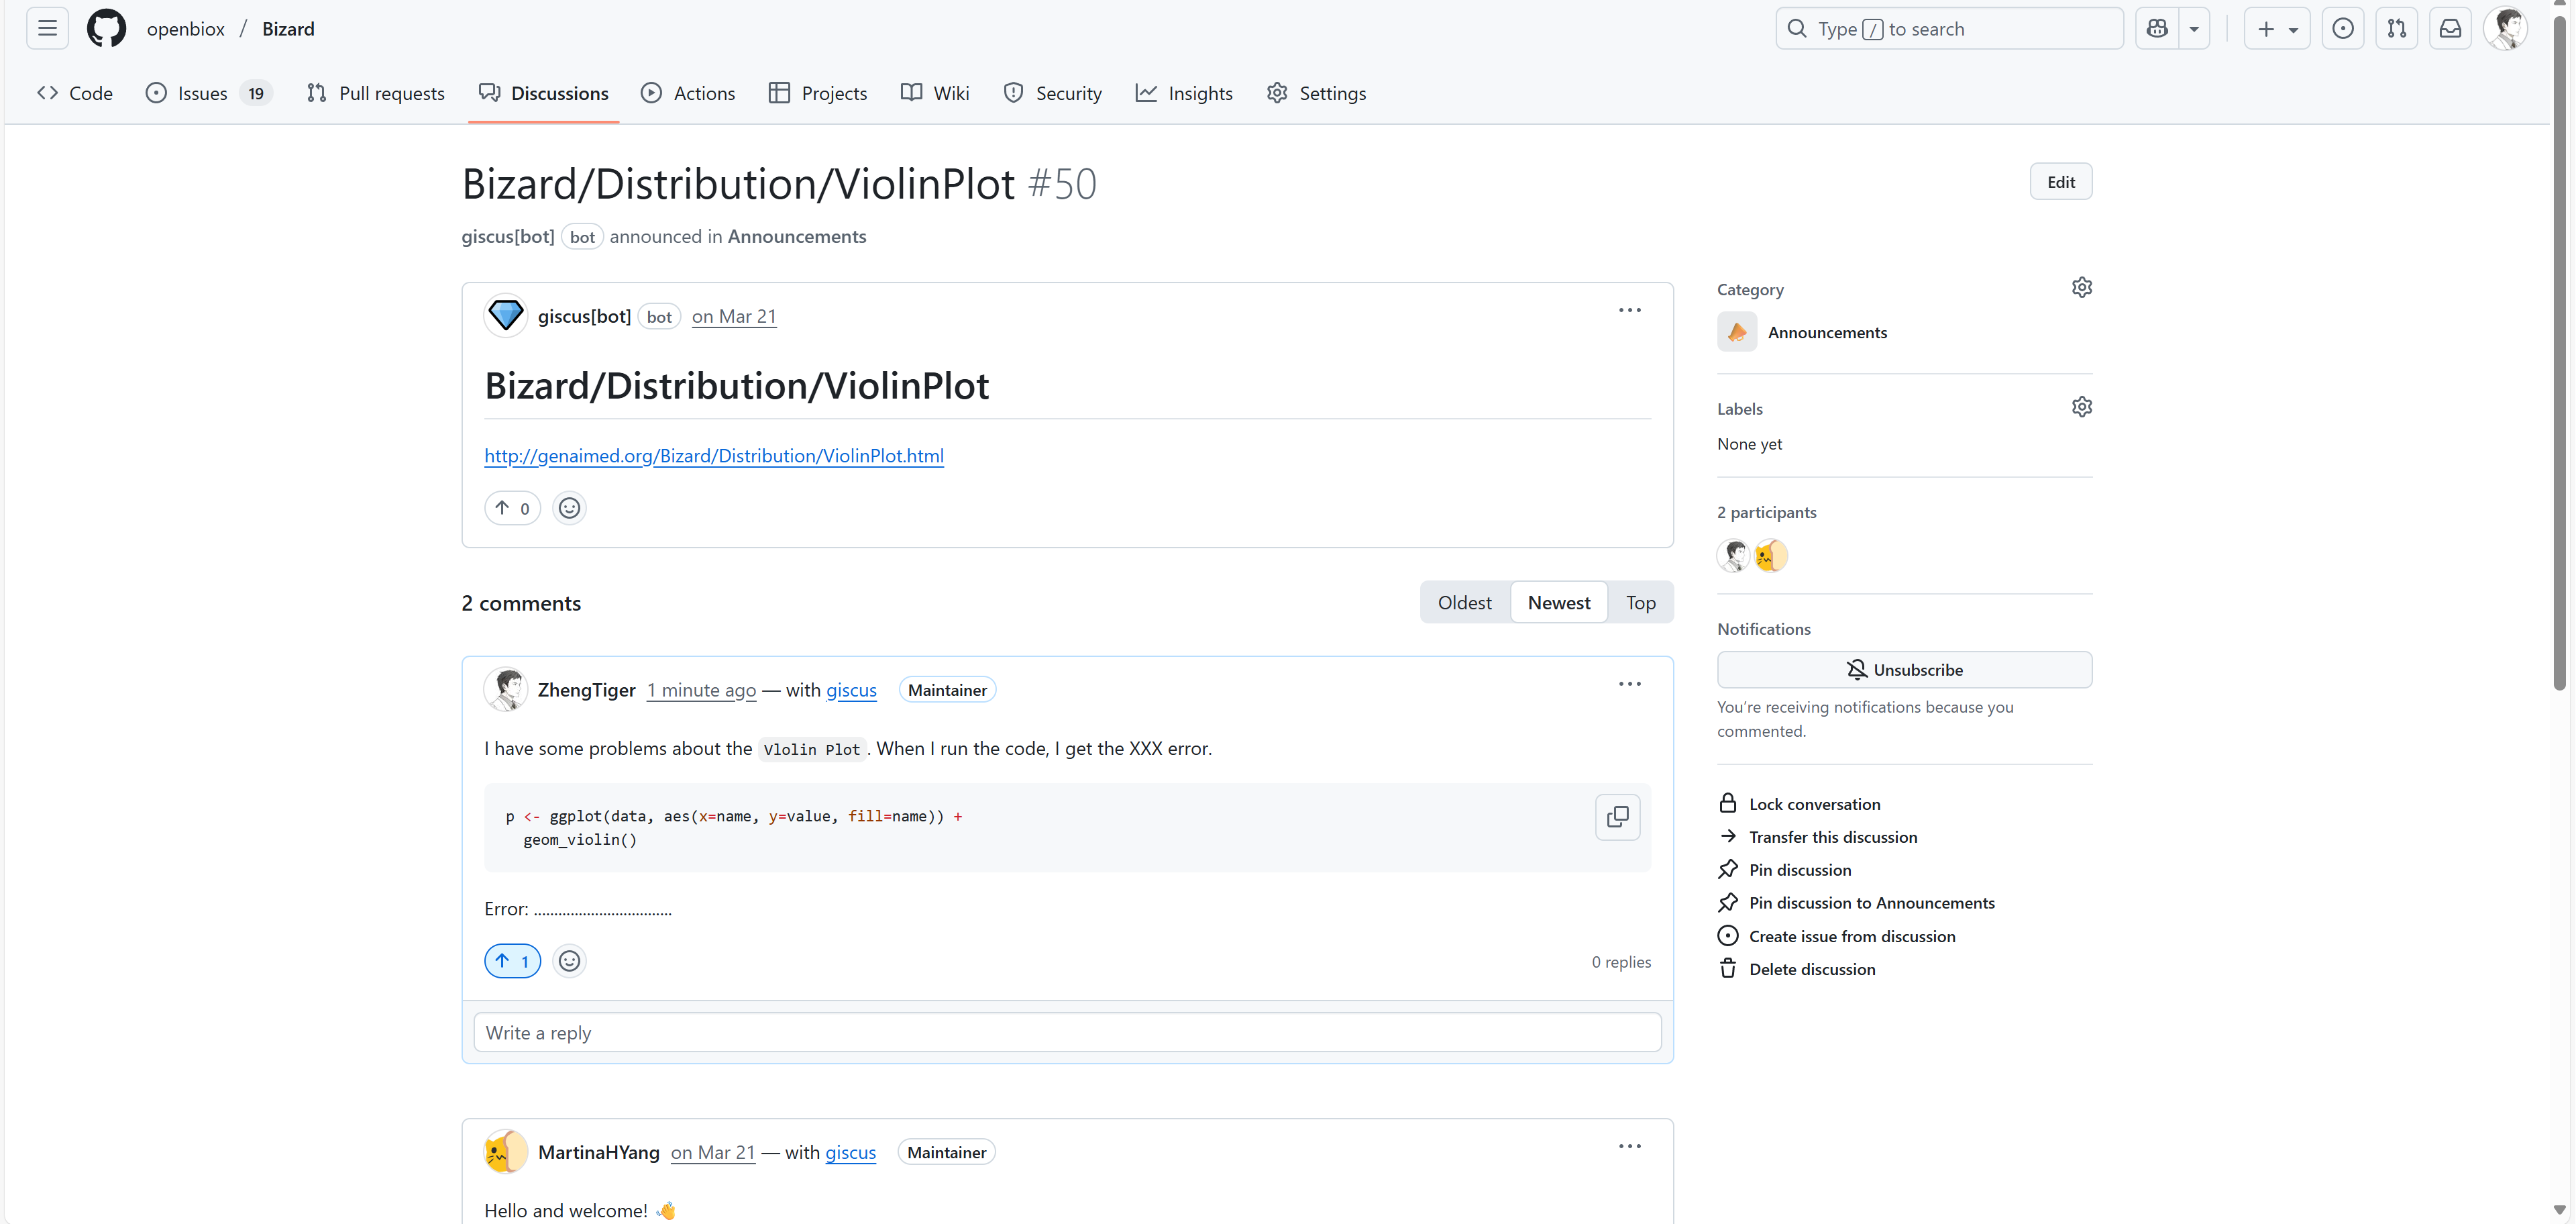 openbiox / Bizard
Type / to search
Code
Issues 19
Pull requests
Discussions
Actions
Projects
Wiki
Security
Insights
Settings
Bizard/Distribution/ViolinPlot #50
Edit
giscus[bot] bot announced in Announcements
giscus[bot] bot on Mar 21
Bizard/Distribution/ViolinPlot
http://genaimed.org/Bizard/Distribution/ViolinPlot.html
0
2 comments
Oldest
Newest
Top
ZhengTiger 1 minute ago — with giscus Maintainer
I have some problems about the Vlolin Plot. When I run the code, I get the XXX error.
p <- ggplot(data, aes(x=name, y=value, fill=name)) +
geom_violin()
Error: ..................................
1
0 replies
Write a reply
MartinaHYang on Mar 21 — with giscus Maintainer
Hello and welcome! 👋
Category
Announcements
Labels
None yet
2 participants
Notifications
Unsubscribe
You're receiving notifications because you
commented.
Lock conversation
Transfer this discussion
Pin discussion
Pin discussion to Announcements
Create issue from discussion
Delete discussion